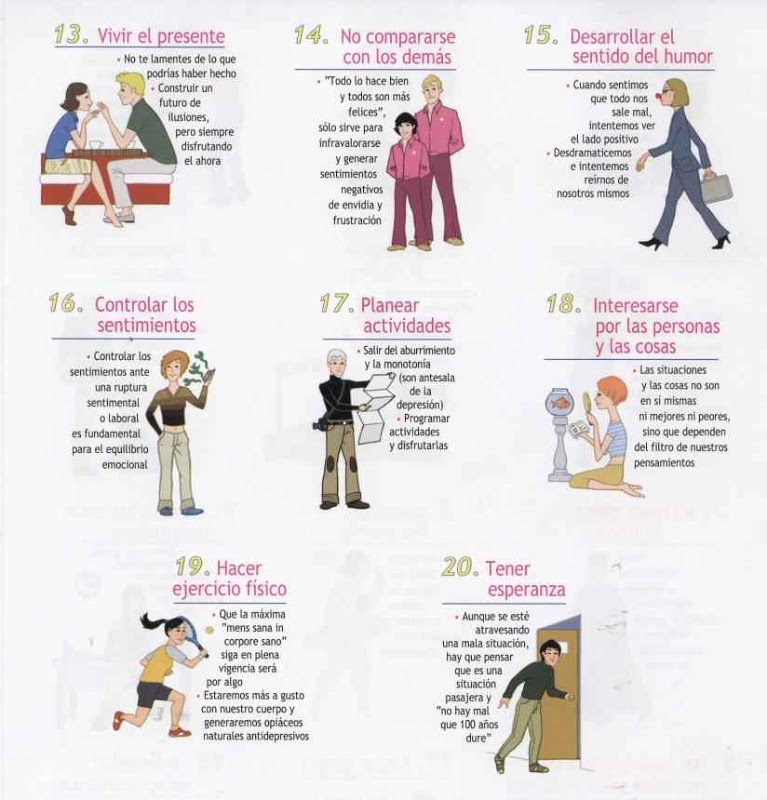 13. Vivir el presente
• No te lamentes de lo que
podrías haber hecho
• Construir un
futuro de
ilusiones,
pero siempre
disfrutando
el ahora
14. No compararse
con los demás
• "Todo lo hace bien
y todos son más
felices",
sólo sirve para
infravalorarse
y generar
sentimientos
negativos
de envidia y
frustración
15. Desarrollar el
sentido del humor
• Cuando sentimos
que todo nos
sale mal,
intentemos ver
el lado positivo
• Desdramaticemos
e intentemos
reírnos de
nosotros mismos
16. Controlar los
sentimientos
• Controlar los
sentimientos ante
una ruptura
sentimental
o laboral
es fundamental
para el equilibrio
emocional
17. Planear
actividades
• Salir del aburrimiento
y la monotonía
(son antesala
de la
depresión)
• Programar
actividades
y disfrutarlas
18. Interesarse
por las personas
y las cosas
• Las situaciones
y las cosas no son
en sí mismas
ni mejores ni peores,
sino que dependen
del filtro de nuestros
pensamientos
19. Hacer
ejercicio físico
• Que la máxima
"mens sana in
corpore sano"
siga en plena
vigencia será
por algo
• Estaremos más a gusto
con nuestro cuerpo y
generaremos opiáceos
naturales antidepresivos
20. Tener
esperanza
• Aunque se esté
atravesando
una mala situación,
hay que pensar
que es una
situación
pasajera y
"no hay mal
que 100 años
dure"